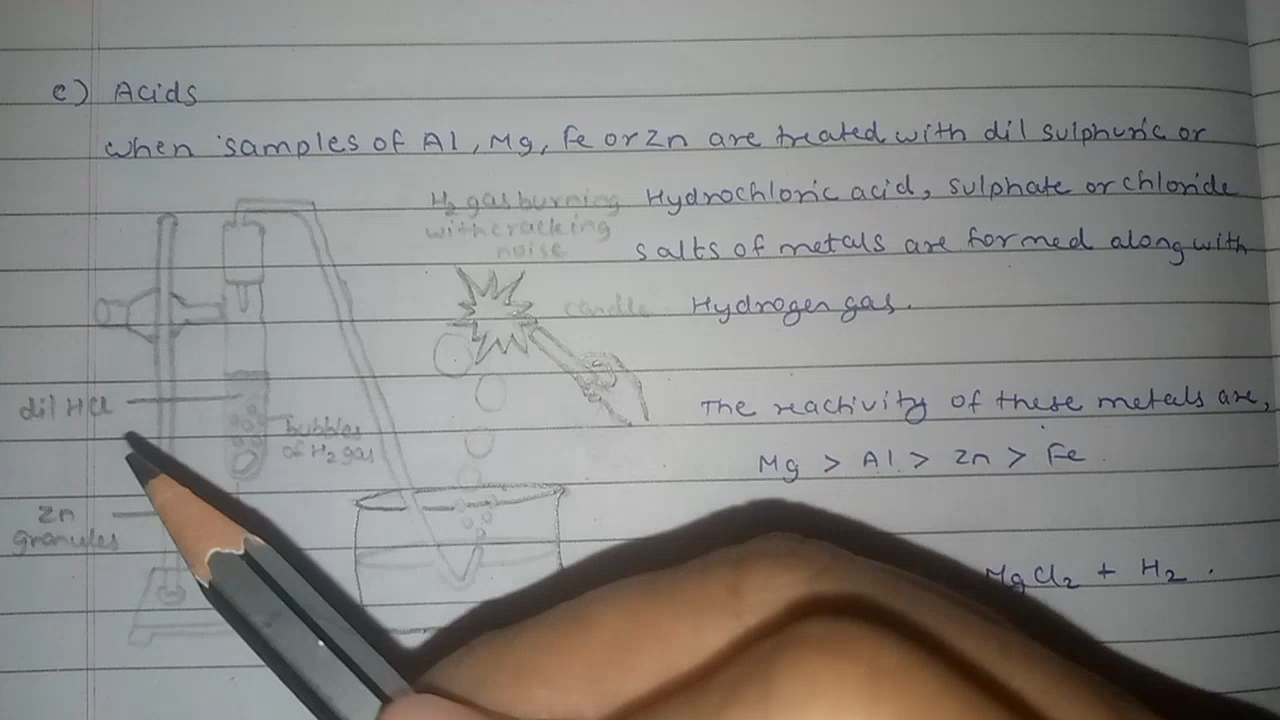 c) Acids
When samples of Al, Mg, Fe or Zn are treated with dil sulphuric or
Hydrochloric acid, sulphate or chloride
salts of metals are formed along with
Hydrogen gas.
H2 gas burning
with cracking
noise
candle
dil HCl
bubbles
of H2 gas
Zn
granules
The reactivity of these metals are,
Mg > Al > Zn > Fe
MgCl2 + H2.